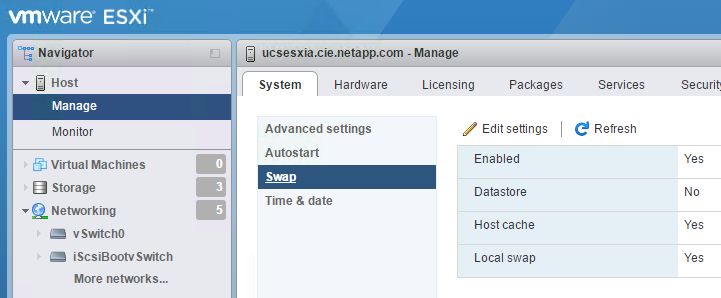 vmware ESXi™
Navigator
Host
Manage
Monitor
Virtual Machines 0
Storage 3
Networking 5
vSwitch0
iScsiBootvSwitch
More networks...
ucsesxia.cie.netapp.com - Manage
System Hardware Licensing Packages Services Security
Advanced settings
Autostart
Swap
Time & date
Edit settings Refresh
Enabled Yes
Datastore No
Host cache Yes
Local swap Yes